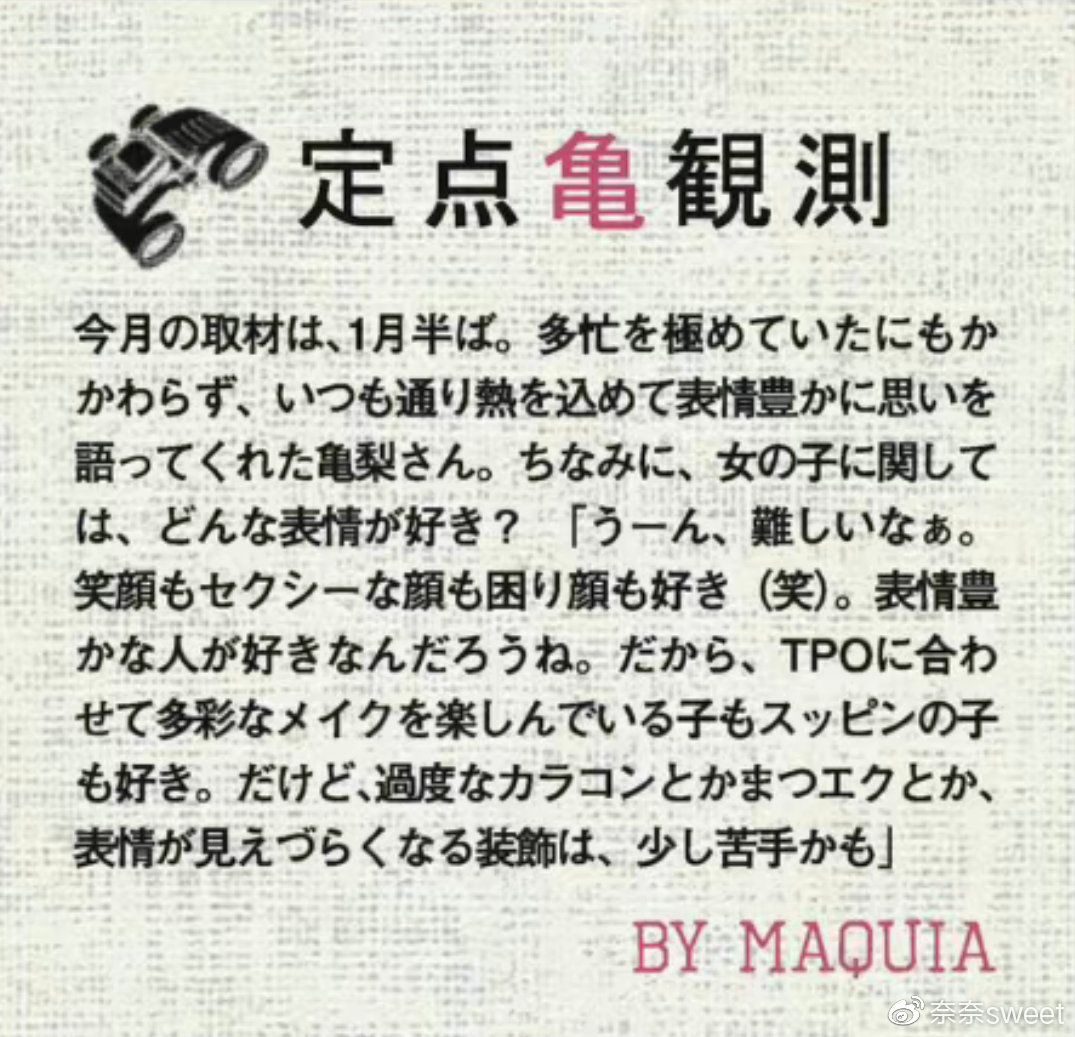 定点亀観測
今月の取材は、1月半ば。多忙を極めていたにもか
かわらず、いつも通り熱を込めて表情豊かに思いを
語ってくれた亀梨さん。ちなみに、女の子に関して
は、どんな表情が好き？　「うーん、難しいなぁ。
笑顔もセクシーな顔も困り顔も好き（笑）。表情豊
かな人が好きなんだろうね。だから、TPOに合わ
せて多彩なメイクを楽しんでいる子もスッピンの子
も好き。だけど、過度なカラコンとかまつエクとか、
表情が見えづらくなる装飾は、少し苦手かも」
BY MAQUIA
奈奈sweet